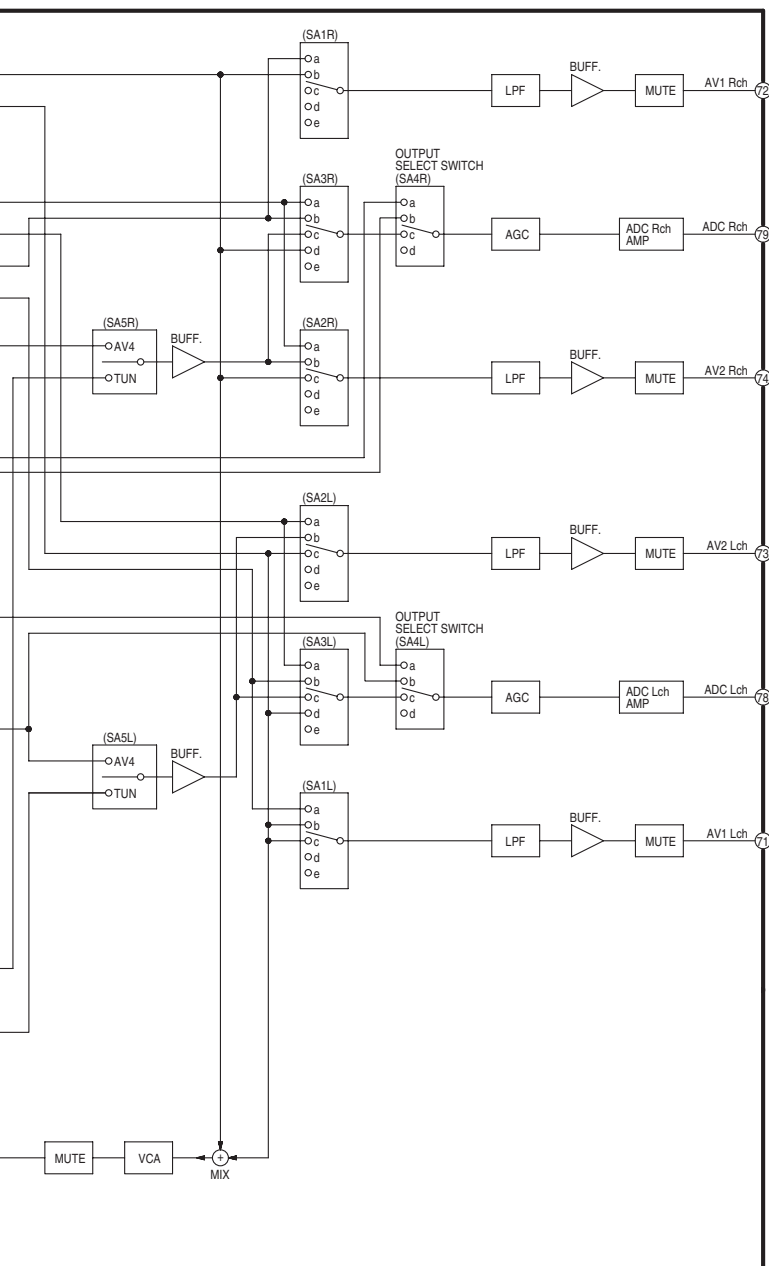 (SA1R)
a
b
c
d
e
LPF
BUFF.
MUTE
AV1 Rch
72
OUTPUT
SELECT SWITCH
(SA3R)
a
b
c
d
e
(SA4R)
a
b
c
d
AGC
ADC Rch
AMP
ADC Rch
79
(SA5R)
AV4
TUN
BUFF.
(SA2R)
a
b
c
d
e
LPF
BUFF.
MUTE
AV2 Rch
74
(SA2L)
a
b
c
d
e
LPF
BUFF.
MUTE
AV2 Lch
73
OUTPUT
SELECT SWITCH
(SA3L)
a
b
c
d
e
(SA4L)
a
b
c
d
AGC
ADC Lch
AMP
ADC Lch
78
(SA5L)
AV4
TUN
BUFF.
(SA1L)
a
b
c
d
e
LPF
BUFF.
MUTE
AV1 Lch
71
MUTE
VCA
+
MIX